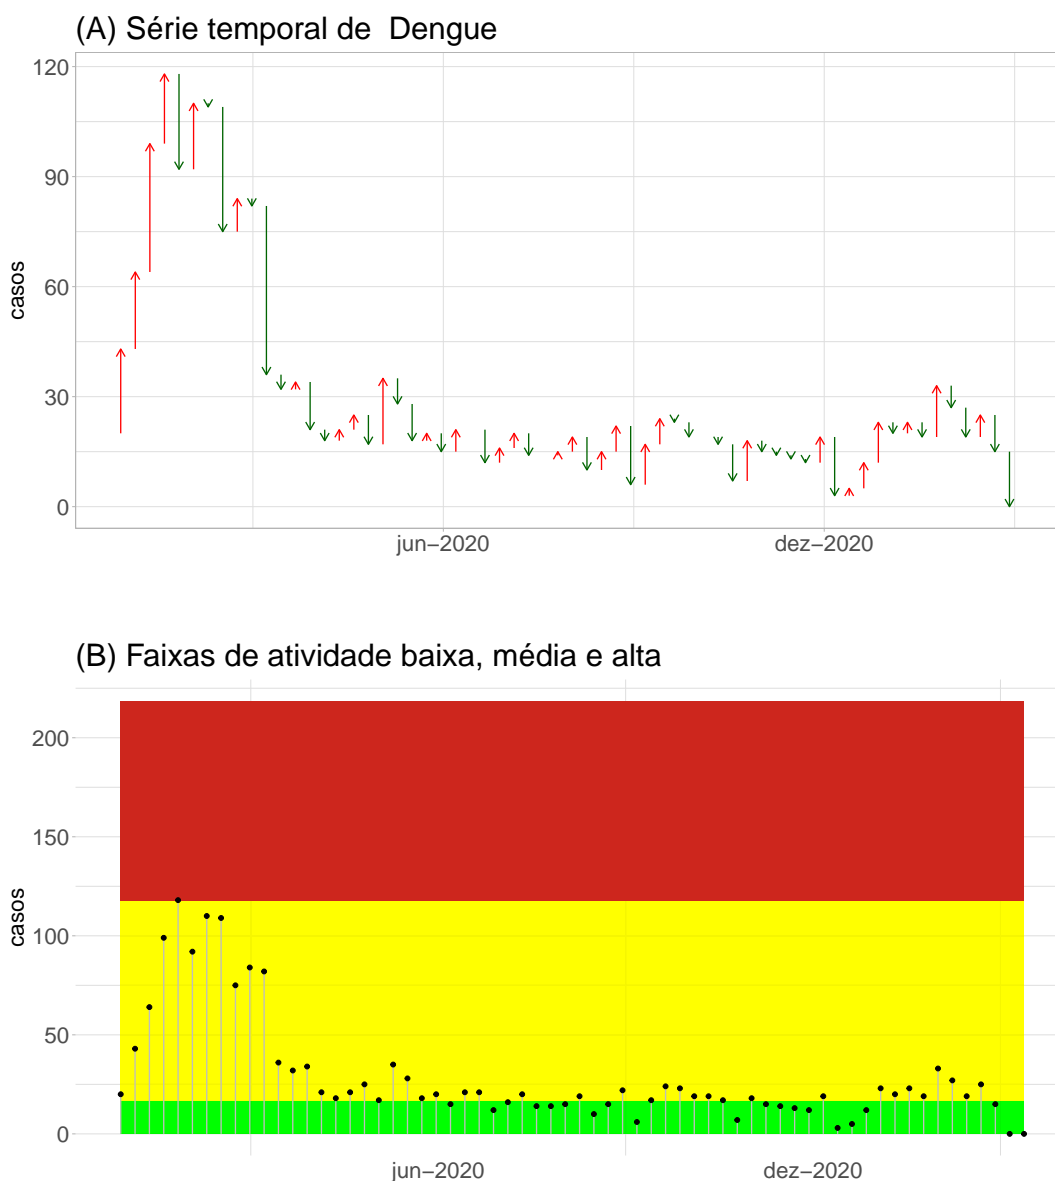 (A) Série temporal de  Dengue
120
90
60
30
0
casos
jun−2020
dez−2020
(B) Faixas de atividade baixa, média e alta
200
150
100
50
0
casos
jun−2020
dez−2020